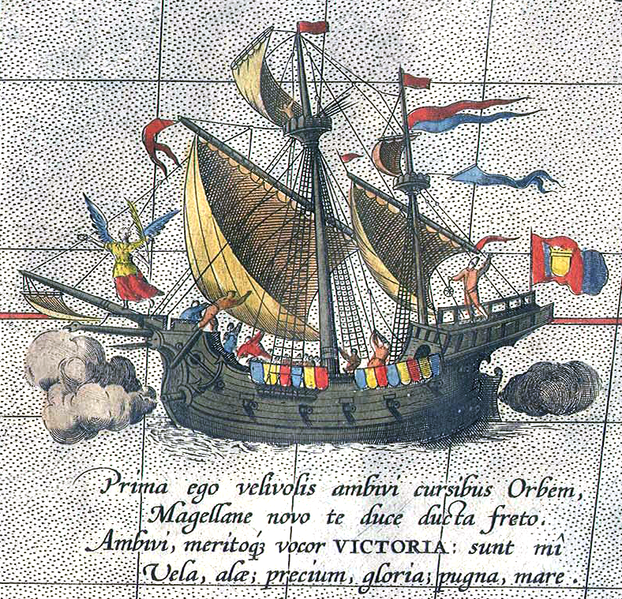 Prima ego velivolis ambivi cursibus Orbem,
Magellane novo te duce ducta freto.
Ambivi, meritoq́ꝫ vocor VICTORIA: sunt mî
Vela, alæ; precium, gloria; pugna, mare.